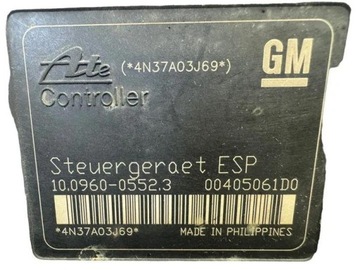 Ate (*4N37A03J69*) GM
Controller
Steuergeraet ESP
10.0960-0552.3 00405061D0
*4N37A03J69* MADE IN PHILIPPINES